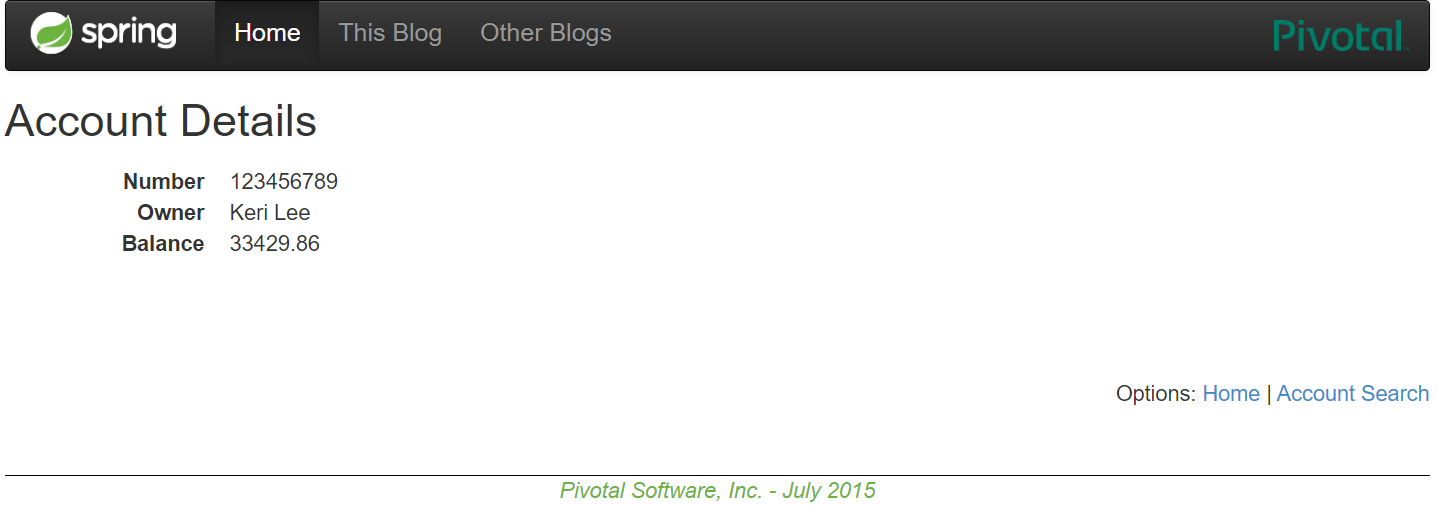 spring Home This Blog Other Blogs Pivotal
Account Details
Number 123456789
Owner Keri Lee
Balance 33429.86
Options: Home | Account Search
Pivotal Software, Inc. - July 2015